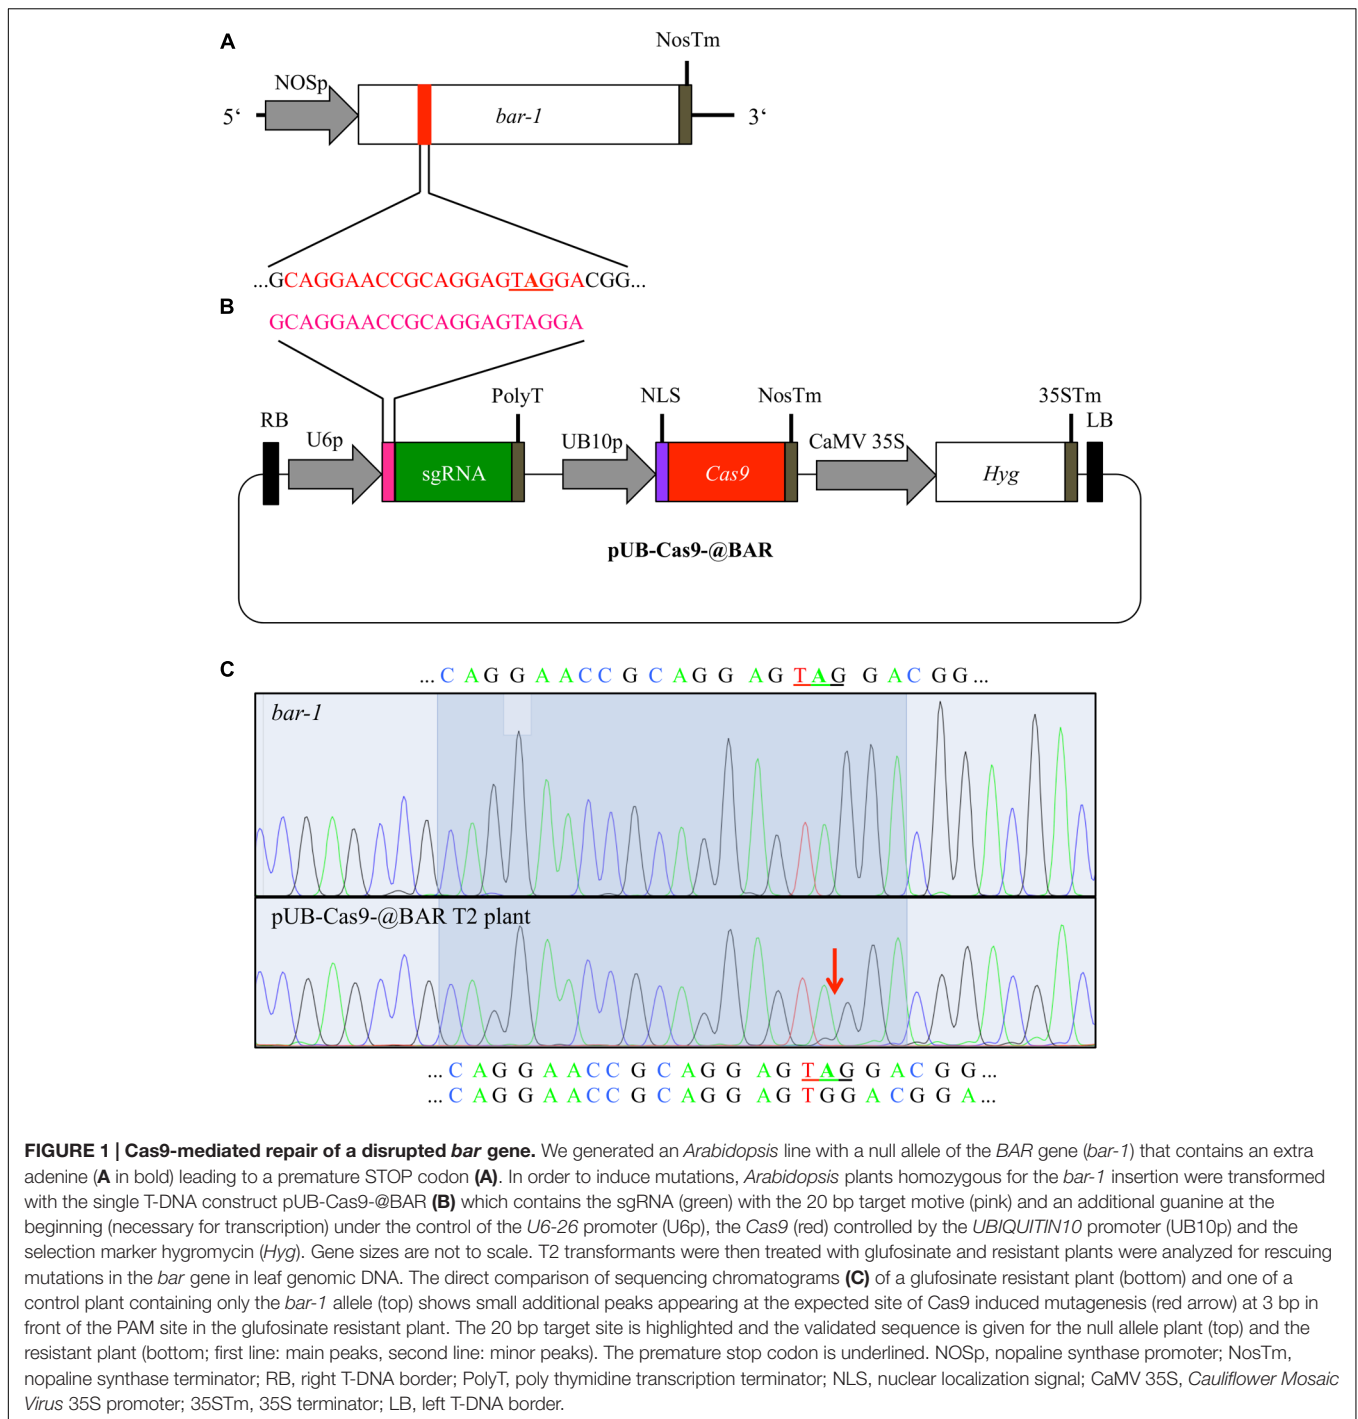 A
NosTm
NOSp
5‘ bar-1 3‘
...GCAGGAACCGCAGGAGTAGGACGG...
B
GCAGGAACCGCAGGAGTAGGA
PolyT NLS NosTm 35STm
RB U6p UB10p CaMV 35S LB
sgRNA Cas9 Hyg
pUB-Cas9-@BAR
C
...C A G G A A C C G C A G G A G T A G G A C G G...
bar-1
pUB-Cas9-@BAR T2 plant
...C A G G A A C C G C A G G A G T A G G A C G G...
...C A G G A A C C G C A G G A G T G G A C G G A...
FIGURE 1 | Cas9-mediated repair of a disrupted bar gene. We generated an Arabidopsis line with a null allele of the BAR gene (bar-1) that contains an extra
adenine (A in bold) leading to a premature STOP codon (A). In order to induce mutations, Arabidopsis plants homozygous for the bar-1 insertion were transformed
with the single T-DNA construct pUB-Cas9-@BAR (B) which contains the sgRNA (green) with the 20 bp target motive (pink) and an additional guanine at the
beginning (necessary for transcription) under the control of the U6-26 promoter (U6p), the Cas9 (red) controlled by the UBIQUITIN10 promoter (UB10p) and the
selection marker hygromycin (Hyg). Gene sizes are not to scale. T2 transformants were then treated with glufosinate and resistant plants were analyzed for rescuing
mutations in the bar gene in leaf genomic DNA. The direct comparison of sequencing chromatograms (C) of a glufosinate resistant plant (bottom) and one of a
control plant containing only the bar-1 allele (top) shows small additional peaks appearing at the expected site of Cas9 induced mutagenesis (red arrow) at 3 bp in
front of the PAM site in the glufosinate resistant plant. The 20 bp target site is highlighted and the validated sequence is given for the null allele plant (top) and the
resistant plant (bottom; first line: main peaks, second line: minor peaks). The premature stop codon is underlined. NOSp, nopaline synthase promoter; NosTm,
nopaline synthase terminator; RB, right T-DNA border; PolyT, poly thymidine transcription terminator; NLS, nuclear localization signal; CaMV 35S, Cauliflower Mosaic
Virus 35S promoter; 35STm, 35S terminator; LB, left T-DNA border.